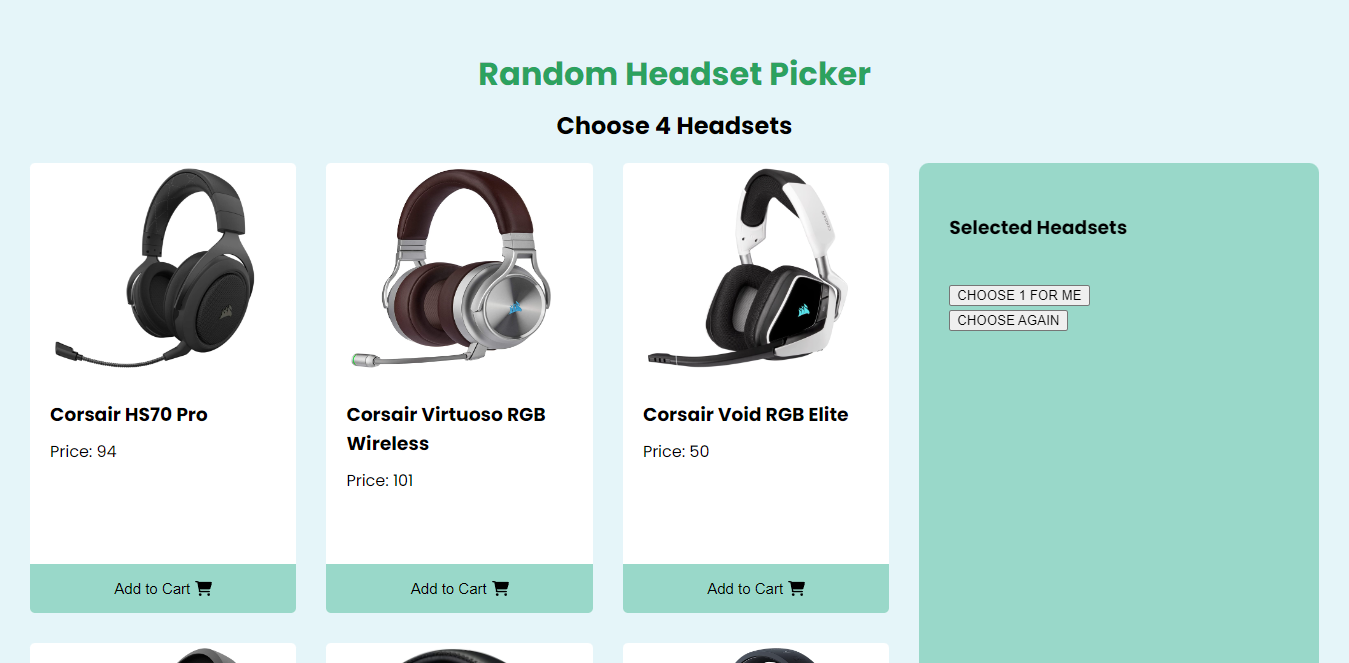 Random Headset Picker
Choose 4 Headsets
Corsair HS70 Pro
Price: 94
Add to Cart
Corsair Virtuoso RGB
Wireless
Price: 101
Add to Cart
Corsair Void RGB Elite
Price: 50
Add to Cart
Selected Headsets
CHOOSE 1 FOR ME
CHOOSE AGAIN